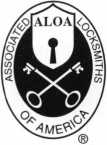 ALOA
ASSOCIATED LOCKSMITHS
OF AMERICA
®